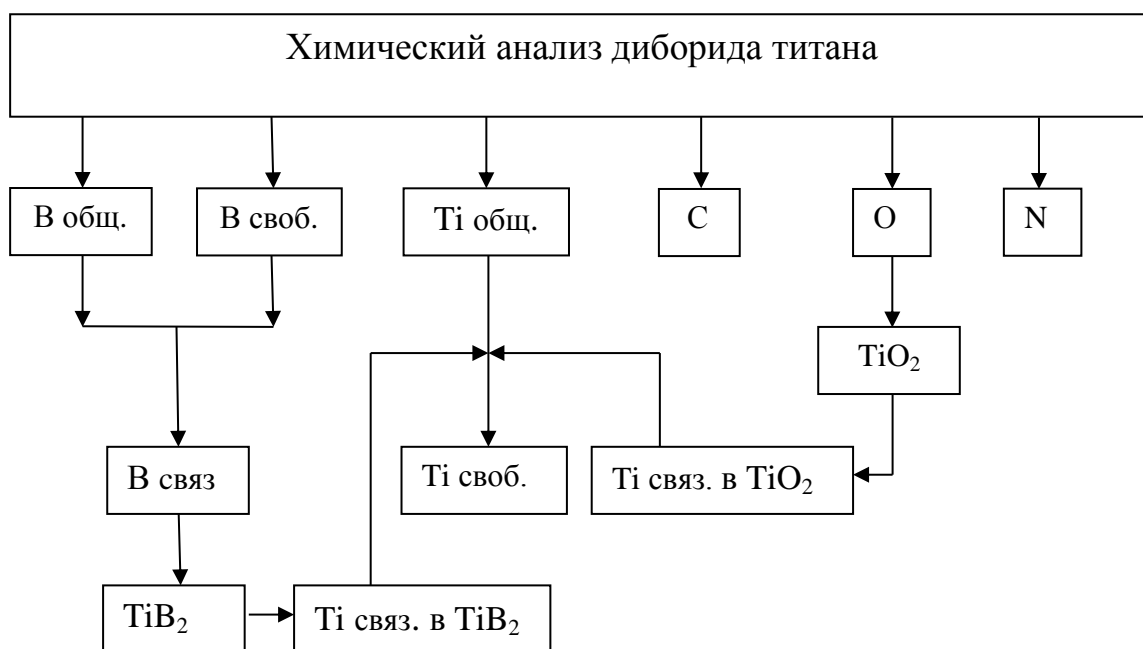 Химический анализ диборида титана
В общ.
В своб.
Ti общ.
C
O
N
TiO₂
В связ
Ti своб.
Ti связ. в TiO₂
TiB₂
Ti связ. в TiB₂